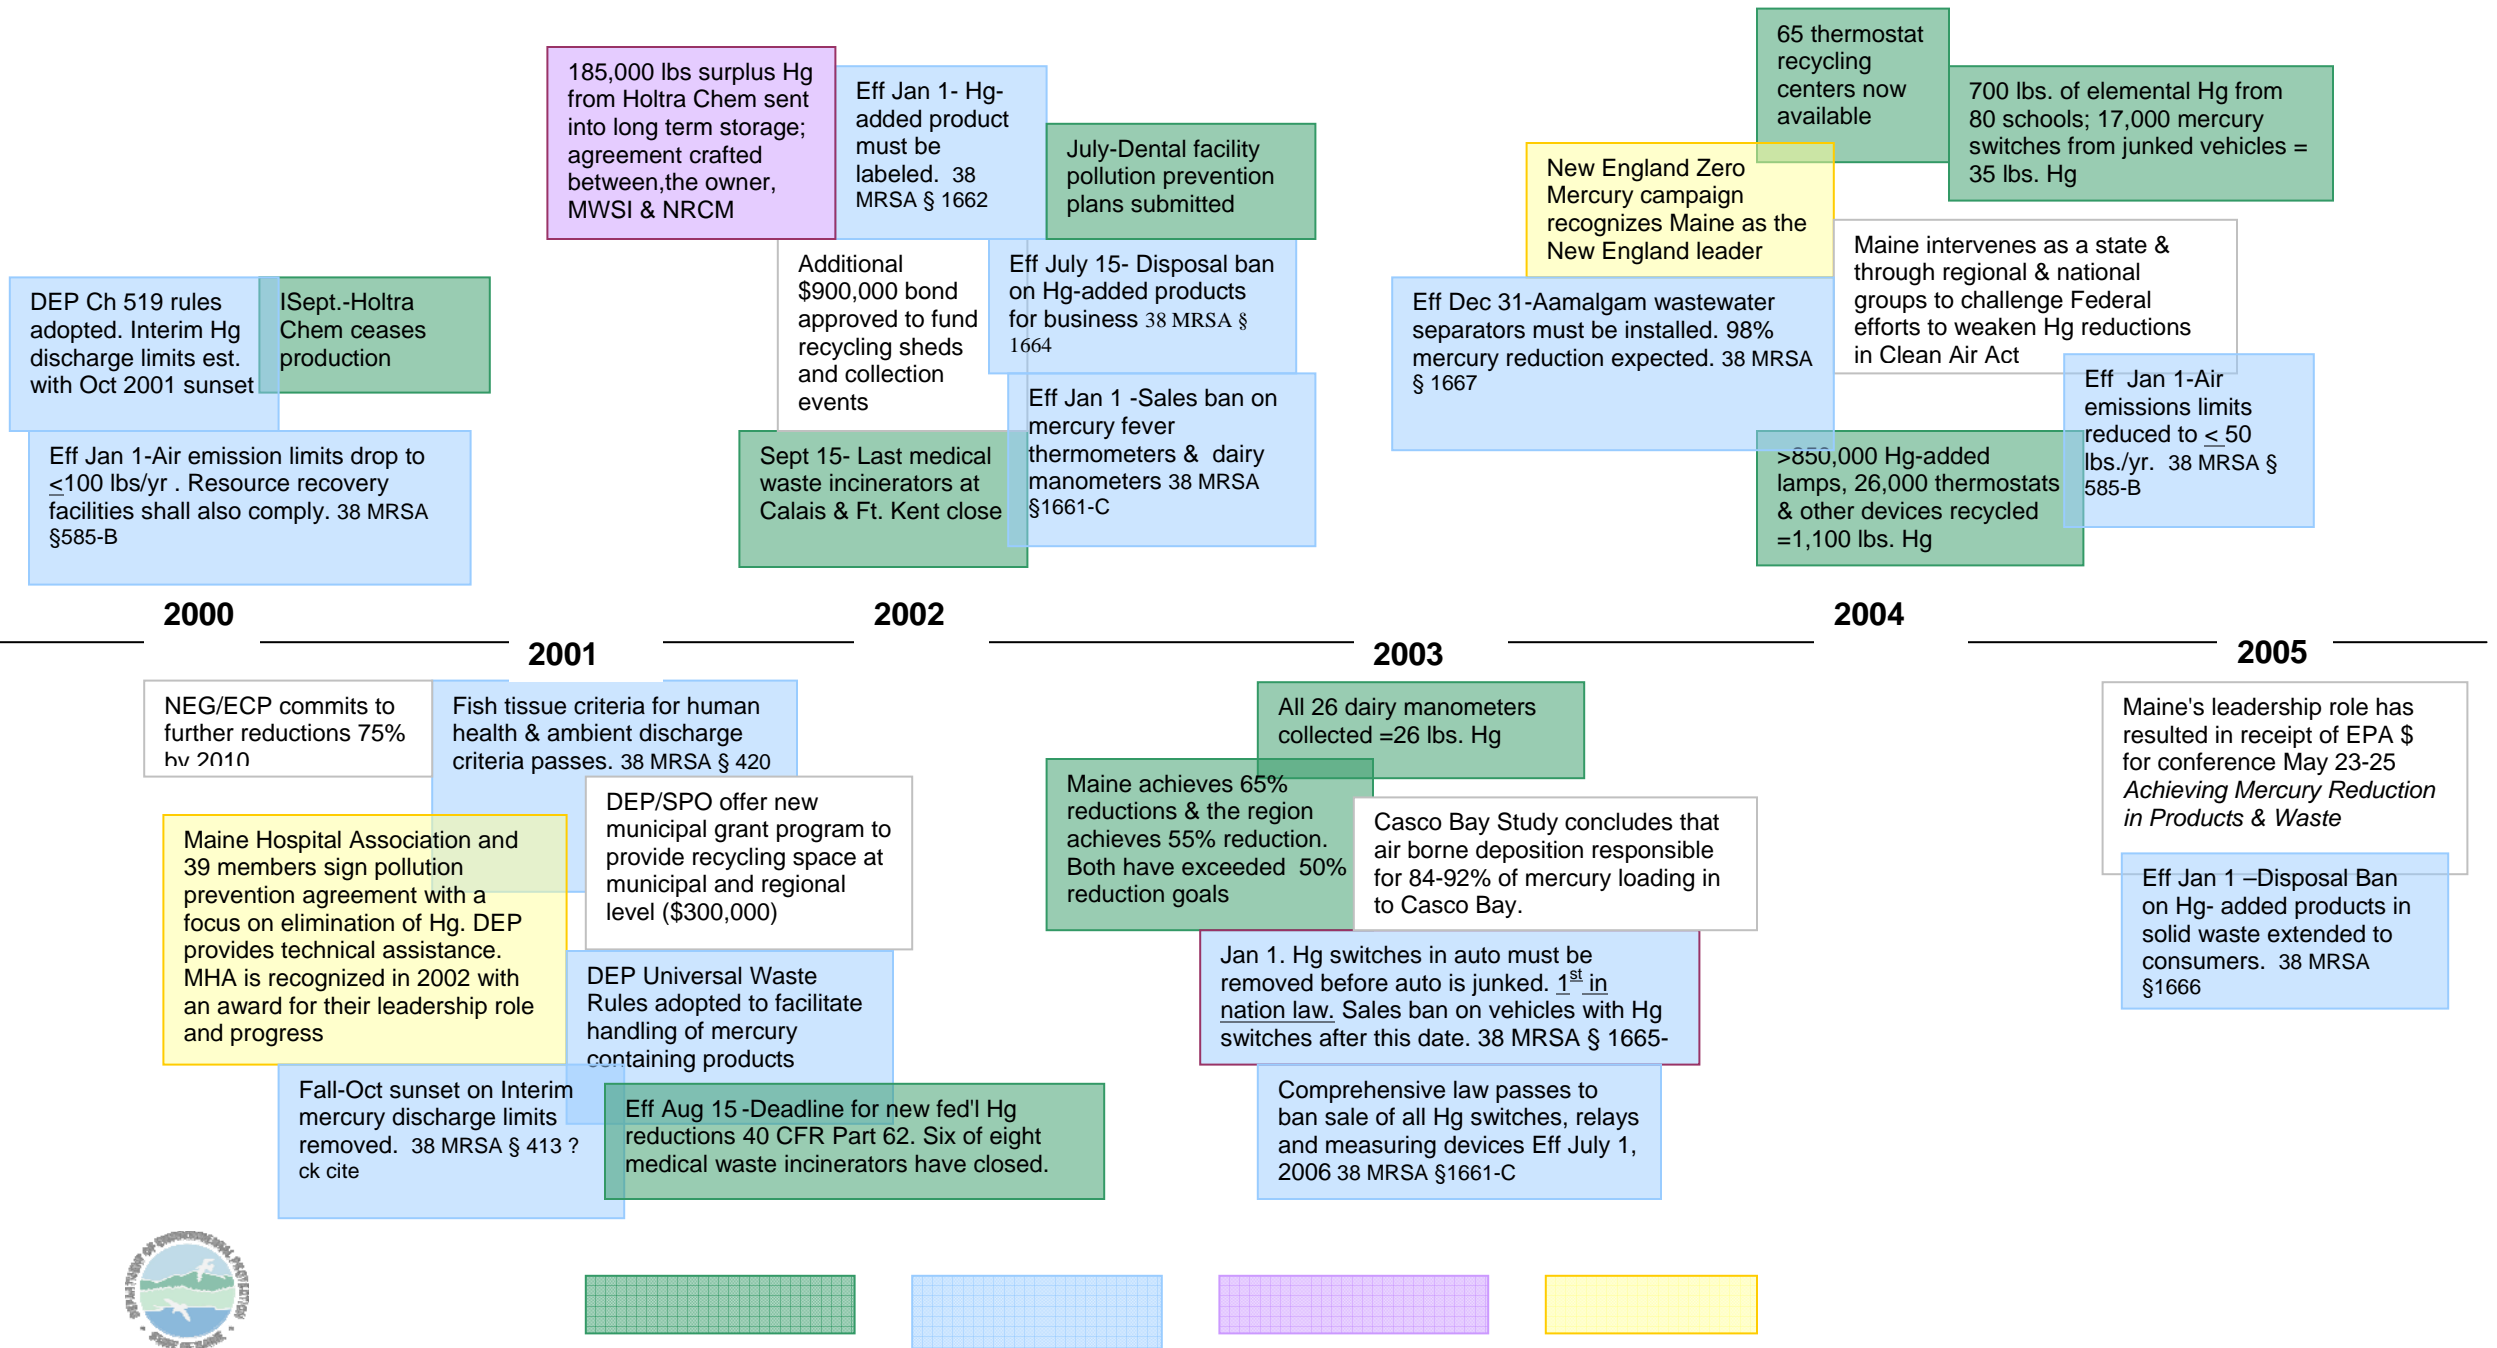 65 thermostat
recycling
centers now
available
185,000 lbs surplus Hg
from Holtra Chem sent
into long term storage;
agreement crafted
between,the owner,
MWSI & NRCM
Eff Jan 1- Hg-
added product
must be
labeled. 38
MRSA § 1662
July-Dental facility
pollution prevention
plans submitted
700 lbs. of elemental Hg from
80 schools; 17,000 mercury
switches from junked vehicles =
35 lbs. Hg
New England Zero
Mercury campaign
recognizes Maine as the
New England leader
Maine intervenes as a state &
through regional & national
groups to challenge Federal
efforts to weaken Hg reductions
in Clean Air Act
DEP Ch 519 rules
adopted. Interim Hg
discharge limits est.
with Oct 2001 sunset
ISept.-Holtra
Chem ceases
production
Additional
$900,000 bond
approved to fund
recycling sheds
and collection
events
Eff July 15- Disposal ban
on Hg-added products
for business 38 MRSA §
1664
Eff Dec 31-Aamalgam wastewater
separators must be installed. 98%
mercury reduction expected. 38 MRSA
§ 1667
Eff Jan 1-Air
emissions limits
reduced to < 50
lbs./yr. 38 MRSA §
585-B
Eff Jan 1 -Sales ban on
mercury fever
thermometers & dairy
manometers 38 MRSA
§1661-C
Eff Jan 1-Air emission limits drop to
<100 lbs/yr . Resource recovery
facilities shall also comply. 38 MRSA
§585-B
Sept 15- Last medical
waste incinerators at
Calais & Ft. Kent close
>850,000 Hg-added
lamps, 26,000 thermostats
& other devices recycled
=1,100 lbs. Hg
2000
2002
2004
2001
2003
2005
NEG/ECP commits to
further reductions 75%
by 2010
Fish tissue criteria for human
health & ambient discharge
criteria passes. 38 MRSA § 420
All 26 dairy manometers
collected =26 lbs. Hg
Maine's leadership role has
resulted in receipt of EPA $
for conference May 23-25
Achieving Mercury Reduction
in Products & Waste
Maine Hospital Association and
39 members sign pollution
prevention agreement with a
focus on elimination of Hg. DEP
provides technical assistance.
MHA is recognized in 2002 with
an award for their leadership role
and progress
DEP/SPO offer new
municipal grant program to
provide recycling space at
municipal and regional
level ($300,000)
Maine achieves 65%
reductions & the region
achieves 55% reduction.
Both have exceeded 50%
reduction goals
Casco Bay Study concludes that
air borne deposition responsible
for 84-92% of mercury loading in
to Casco Bay.
Eff Jan 1 –Disposal Ban
on Hg- added products in
solid waste extended to
consumers. 38 MRSA
§1666
DEP Universal Waste
Rules adopted to facilitate
handling of mercury
containing products
Jan 1. Hg switches in auto must be
removed before auto is junked. 1st in
nation law. Sales ban on vehicles with Hg
switches after this date. 38 MRSA § 1665-
Fall-Oct sunset on Interim
mercury discharge limits
removed. 38 MRSA § 413 ?
ck cite
Eff Aug 15 -Deadline for new fed'l Hg
reductions 40 CFR Part 62. Six of eight
medical waste incinerators have closed.
Comprehensive law passes to
ban sale of all Hg switches, relays
and measuring devices Eff July 1,
2006 38 MRSA §1661-C
DEPARTMENT OF ENVIRONMENTAL PROTECTION
STATE OF MAINE